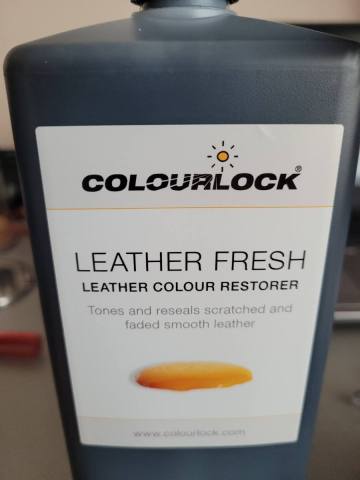 COLOURLOCK®
LEATHER FRESH
LEATHER COLOUR RESTORER
Tones and reseals scratched and
faded smooth leather
www.colourlock.com